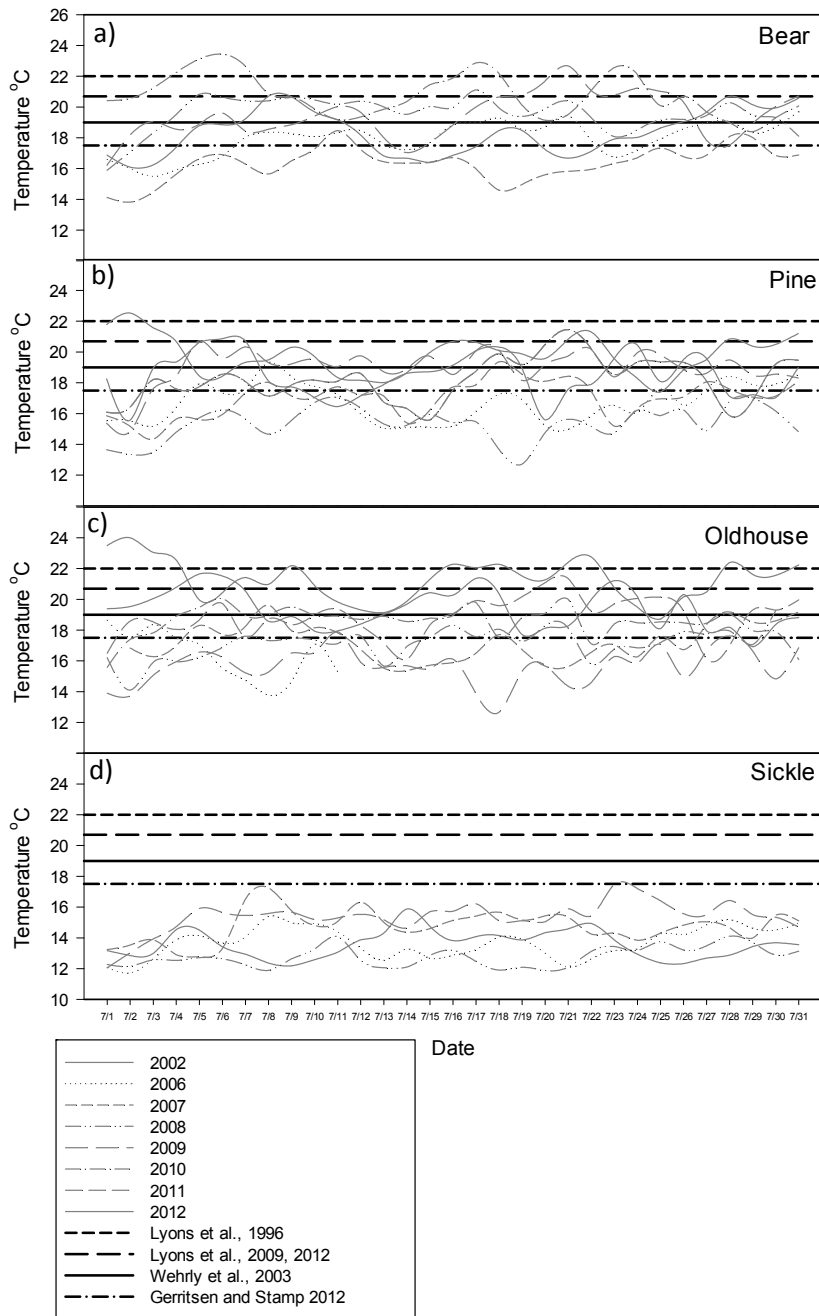 a)
Bear
26
24
22
20
18
16
14
12
Temperature °C
b)
Pine
24
22
20
18
16
14
12
Temperature °C
c)
Oldhouse
24
22
20
18
16
14
12
Temperature °C
d)
Sickle
24
22
20
18
16
14
12
10
Temperature °C
7/1 7/2 7/3 7/4 7/5 7/6 7/7 7/8 7/9 7/10 7/11 7/12 7/13 7/14 7/15 7/16 7/17 7/18 7/19 7/20 7/21 7/22 7/23 7/24 7/25 7/26 7/27 7/28 7/29 7/30 7/31
Date
2002
2006
2007
2008
2009
2010
2011
2012
Lyons et al., 1996
Lyons et al., 2009, 2012
Wehrly et al., 2003
Gerritsen and Stamp 2012